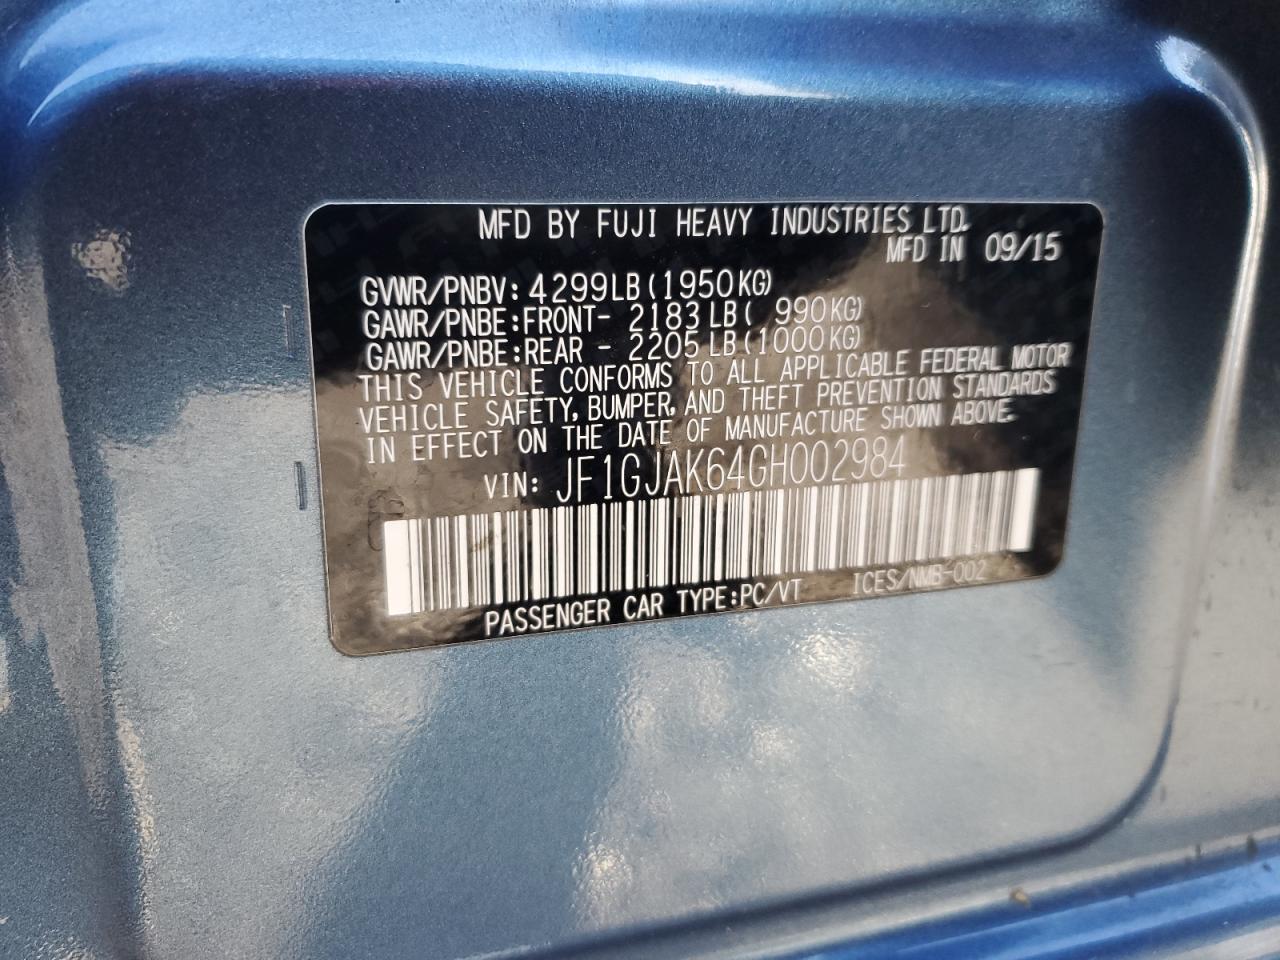 MFD BY FUJI HEAVY INDUSTRIES LTD.
MFD IN 09/15
GVWR/PNBV: 4299LB (1950KG)
GAWR/PNBE:FRONT- 2183 LB ( 990KG)
GAWR/PNBE:REAR - 2205 LB (1000KG)
THIS VEHICLE CONFORMS TO ALL APPLICABLE FEDERAL MOTOR
VEHICLE SAFETY, BUMPER, AND THEFT PREVENTION STANDARDS
IN EFFECT ON THE DATE OF MANUFACTURE SHOWN ABOVE.
VIN: JF1GJAK64GH002984
PASSENGER CAR TYPE:PC/VT ICES/NMB-002